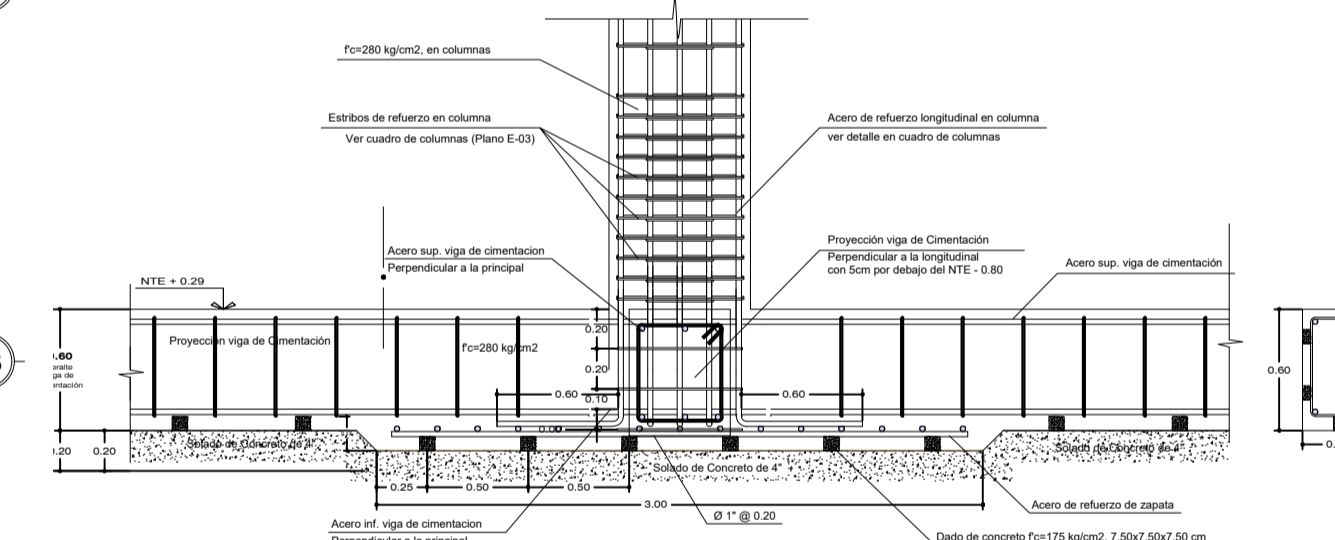 f'c=280 kg/cm2, en columnas
Estribos de refuerzo en columna
Ver cuadro de columnas (Plano E-03)
Acero de refuerzo longitudinal en columna
ver detalle en cuadro de columnas
Acero sup. viga de cimentacion
Perpendicular a la principal
Proyección viga de Cimentación
Perpendicular a la longitudinal
con 5cm por debajo del NTE - 0.80
Acero sup. viga de cimentación
NTE + 0.29
Proyección viga de Cimentación
f'c=280 kg/cm2
0.20
0.20
0.10
0.60
0.60
.60
ga de
0.60
0.20
Solado de Concreto de 4"
Solado de Concreto de 4"
Solado de Concreto de 4"
0.25
0.50
0.50
3.00
Ø 1" @ 0.20
Acero de refuerzo de zapata
Acero inf. viga de cimentacion
Perpendicular a la principal
Dado de concreto f'c=175 kg/cm2, 7.50x7.50x7.50 cm